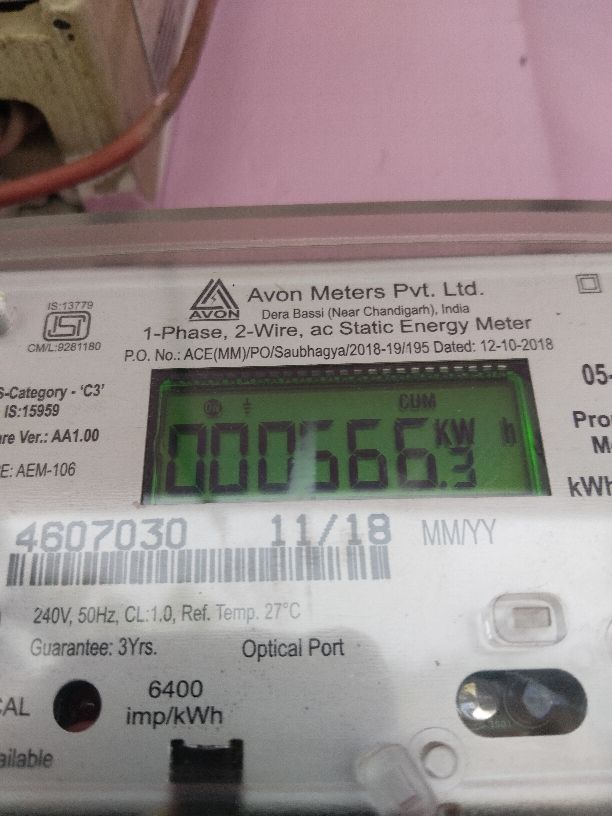 IS:13779
ISI
CM/L:9281180
AVON
Avon Meters Pvt. Ltd.
Dera Bassi (Near Chandigarh), India
1-Phase, 2-Wire, ac Static Energy Meter
P.O. No.: ACE(MM)/PO/Saubhagya/2018-19/195 Dated: 12-10-2018
S-Category - 'C3'
IS:15959
are Ver.: AA1.00
E: AEM-106
05-
Pro
M
kWh
CUM
000566.3 KW h
4607030 11/18 MM/YY
240V, 50Hz, CL:1.0, Ref. Temp. 27°C
Guarantee: 3Yrs. Optical Port
CAL
6400
imp/kWh
ailable